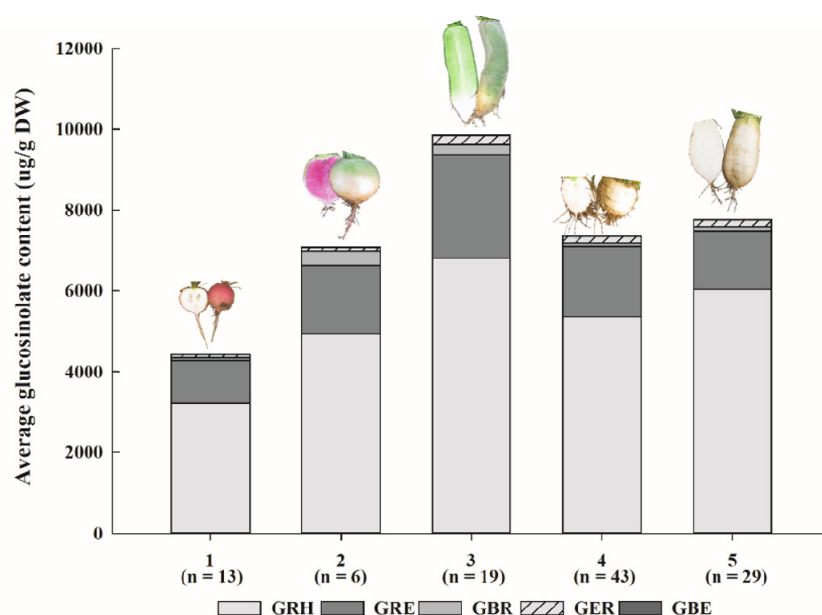 Average glucosinolate content (ug/g DW)
12000
10000
8000
6000
4000
2000
0
1 2 3 4 5
(n = 13) (n = 6) (n = 19) (n = 43) (n = 29)
GRH GRE GBR GER GBE